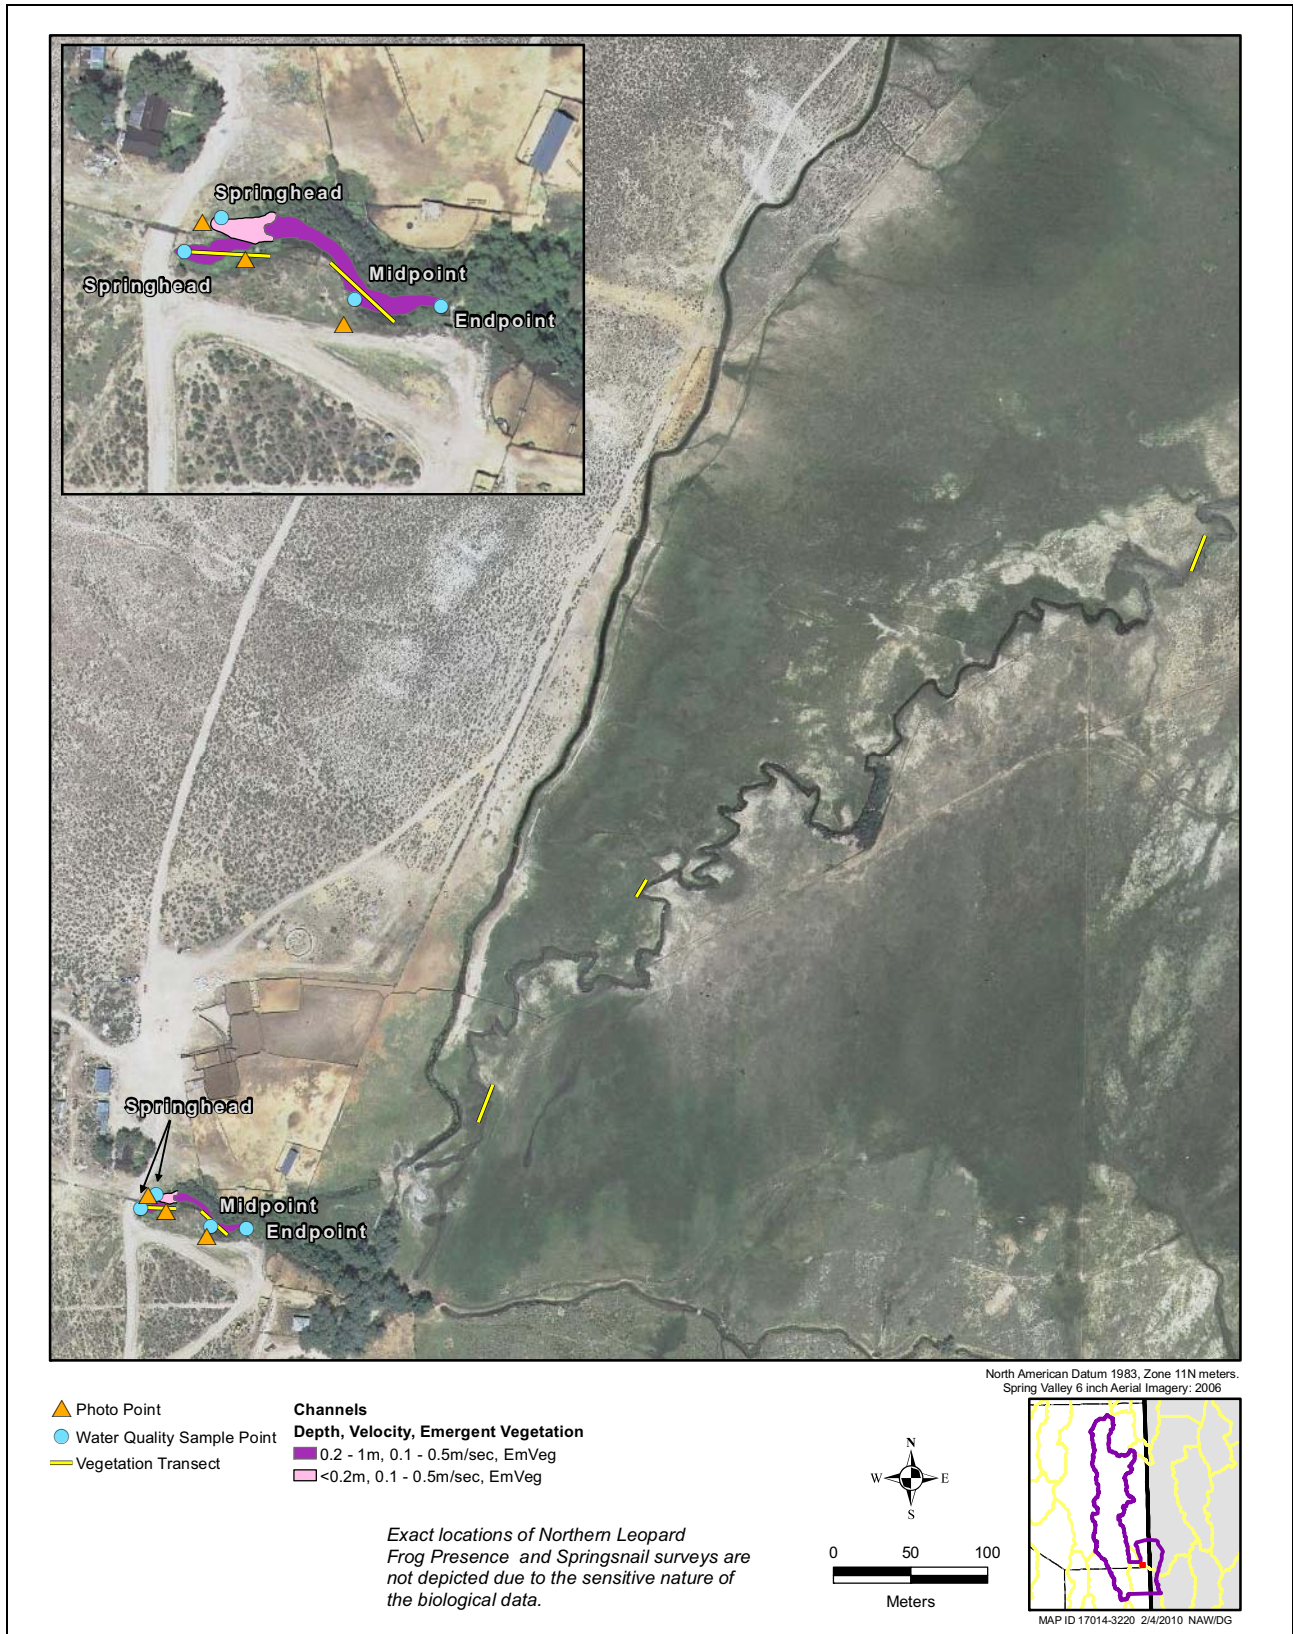 Springhead
Midpoint
Springhead
Endpoint
Springhead
Midpoint
Endpoint
North American Datum 1983, Zone 11N meters.
Spring Valley 6 inch Aerial Imagery: 2006
Photo Point
Water Quality Sample Point
Vegetation Transect
Channels
Depth, Velocity, Emergent Vegetation
0.2 - 1m, 0.1 - 0.5m/sec, EmVeg
<0.2m, 0.1 - 0.5m/sec, EmVeg
N
W E
S
Exact locations of Northern Leopard
Frog Presence and Springsnail surveys are
not depicted due to the sensitive nature of
the biological data.
0 50 100
Meters
MAP ID 17014-3220 2/4/2010 NAW/DG